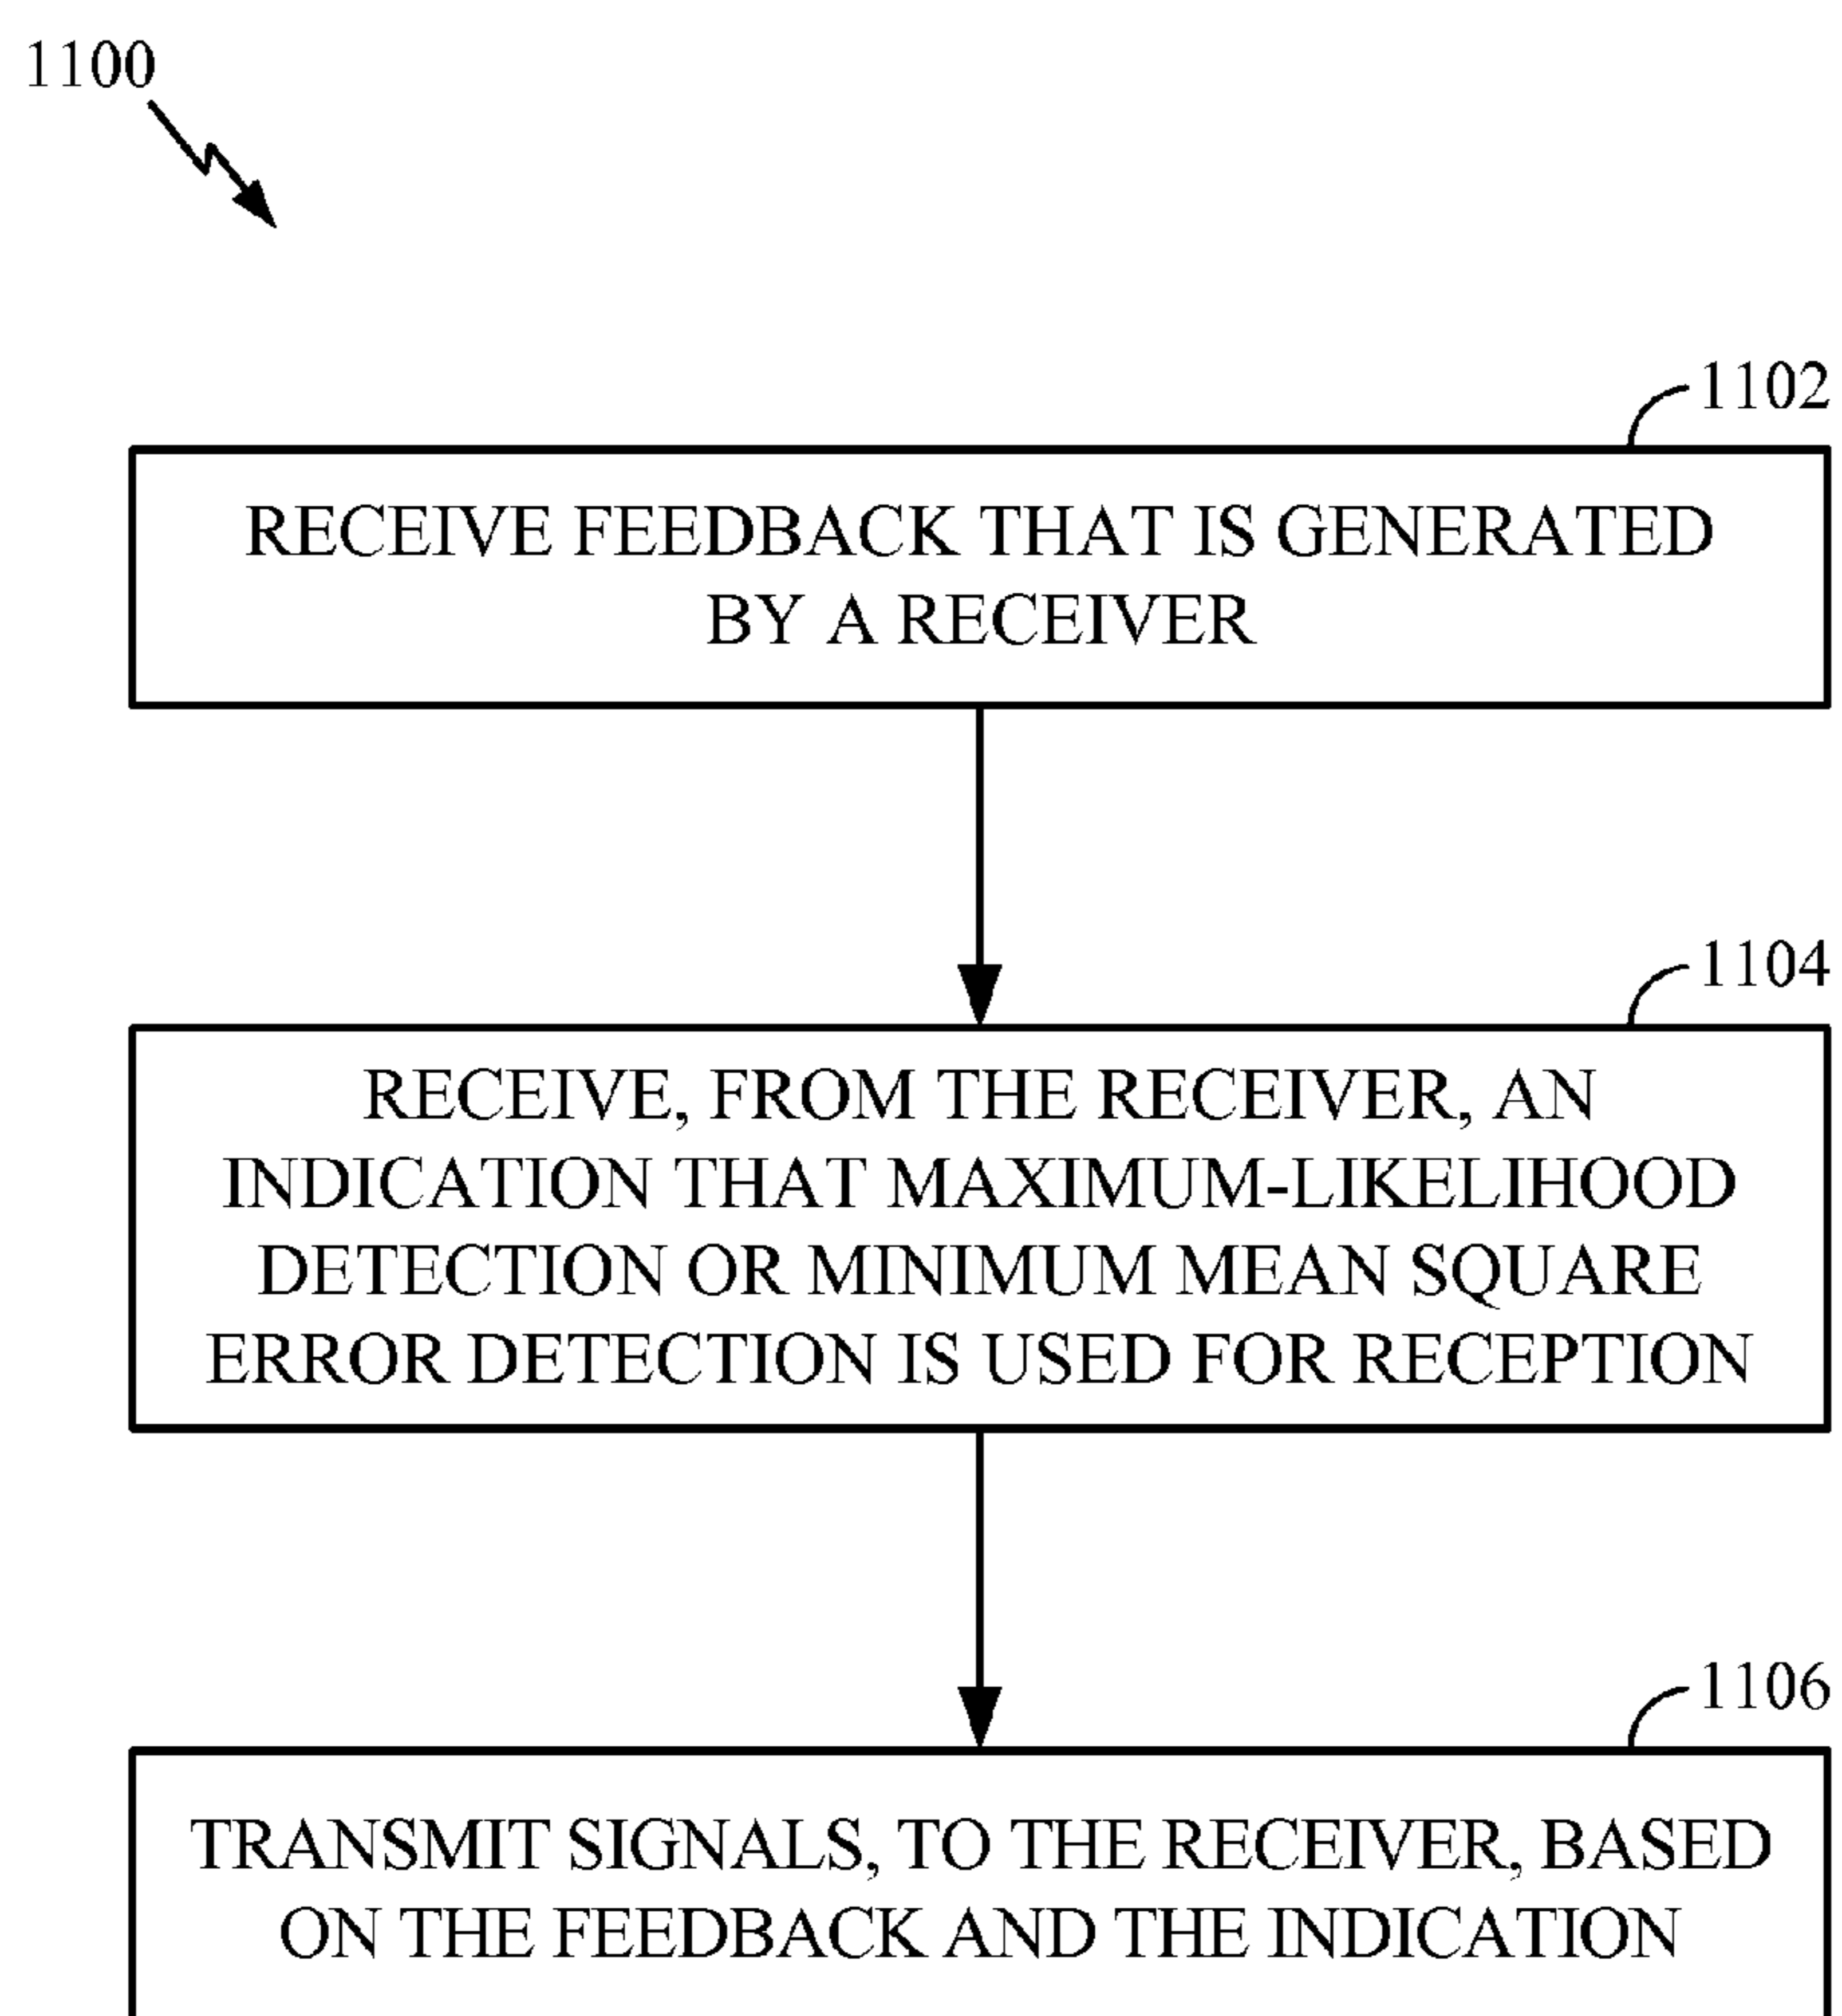 1100
1102
RECEIVE FEEDBACK THAT IS GENERATED
BY A RECEIVER
1104
RECEIVE, FROM THE RECEIVER, AN
INDICATION THAT MAXIMUM-LIKELIHOOD
DETECTION OR MINIMUM MEAN SQUARE
ERROR DETECTION IS USED FOR RECEPTION
1106
TRANSMIT SIGNALS, TO THE RECEIVER, BASED
ON THE FEEDBACK AND THE INDICATION